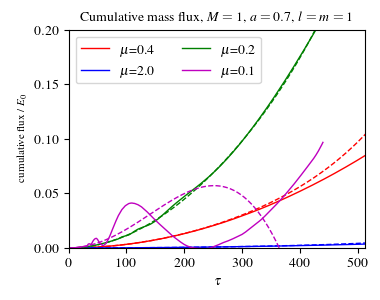 Cumulative mass flux, M = 1, a = 0.7, l = m = 1
cumulative flux / E₀
0.20
0.15
0.10
0.05
0.00
μ=0.4
μ=2.0
μ=0.2
μ=0.1
0 100 200 300 400 500
τ